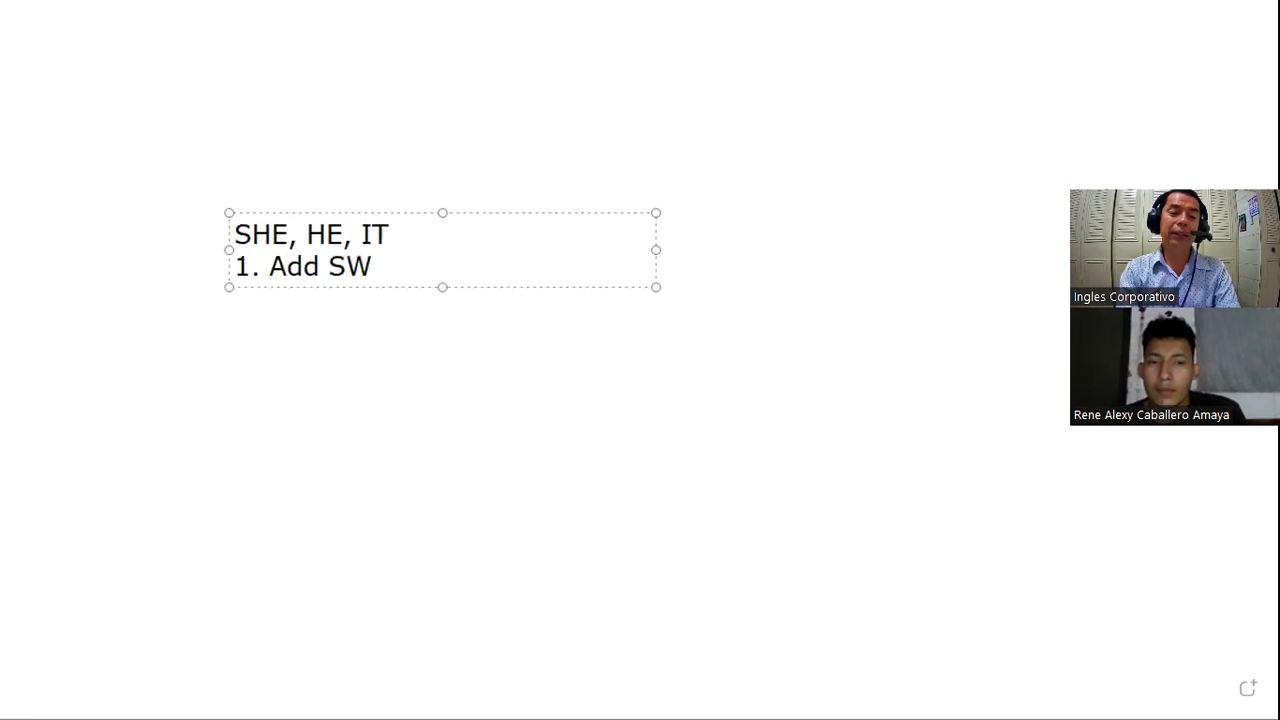 SHE, HE, IT
1. Add SW
Ingles Corporativo
Rene Alexy Caballero Amaya